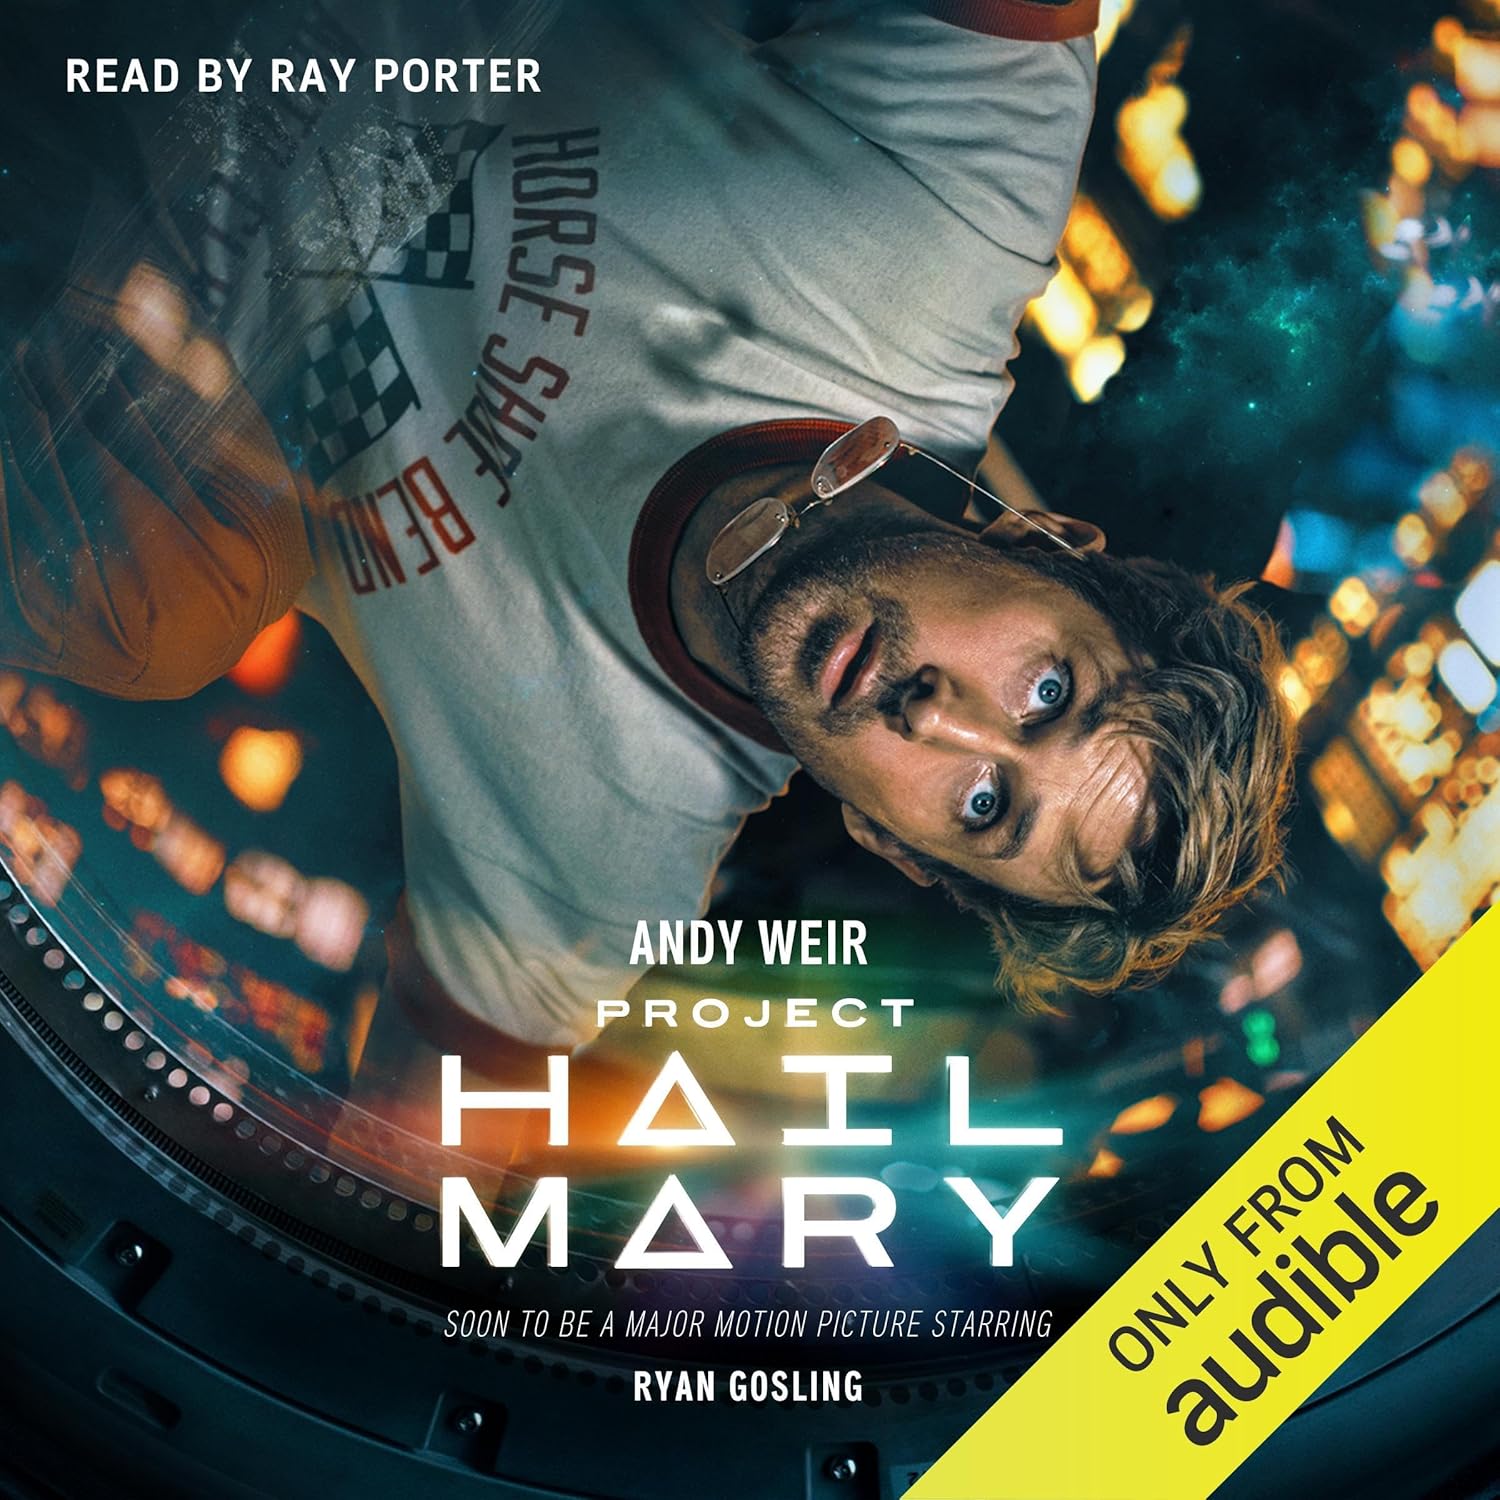 READ BY RAY PORTER
HORSE SHOE BEND
ANDY WEIR
PROJECT
HAIL
MARY
SOON TO BE A MAJOR MOTION PICTURE STARRING
RYAN GOSLING
ONLY FROM
audible